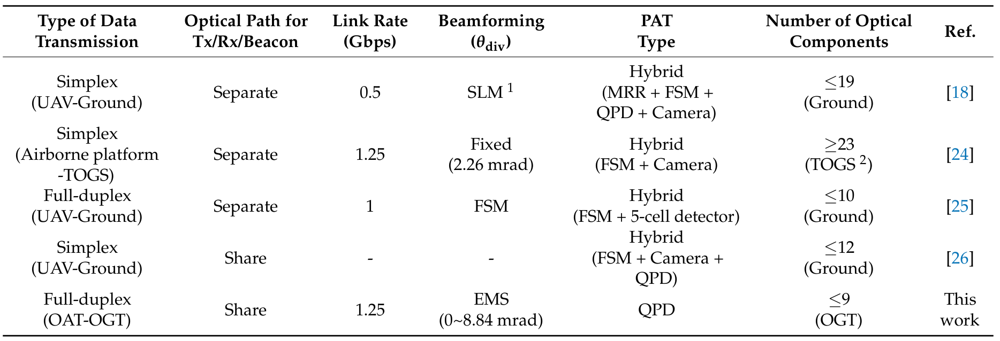 Type of Data Transmission | Optical Path for Tx/Rx/Beacon | Link Rate (Gbps) | Beamforming (θdiv) | PAT Type | Number of Optical Components | Ref.
Simplex (UAV-Ground) | Separate | 0.5 | SLM 1 | Hybrid (MRR + FSM + QPD + Camera) | ≤19 (Ground) | [18]
Simplex (Airborne platform -TOGS) | Separate | 1.25 | Fixed (2.26 mrad) | Hybrid (FSM + Camera) | ≥23 (TOGS 2) | [24]
Full-duplex (UAV-Ground) | Separate | 1 | FSM | Hybrid (FSM + 5-cell detector) | ≤10 (Ground) | [25]
Simplex (UAV-Ground) | Share | - | - | Hybrid (FSM + Camera + QPD) | ≤12 (Ground) | [26]
Full-duplex (OAT-OGT) | Share | 1.25 | EMS (0~8.84 mrad) | QPD | ≤9 (OGT) | This work